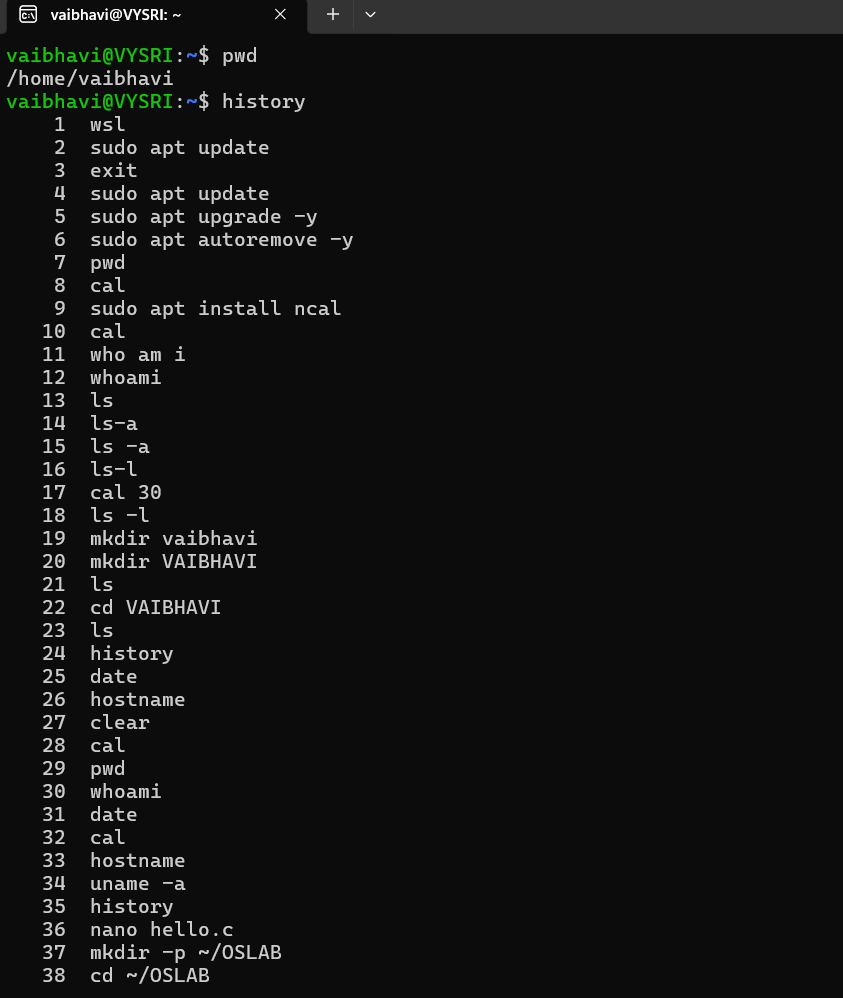 vaibhavi@VYSRI: ~
vaibhavi@VYSRI:~$ pwd
/home/vaibhavi
vaibhavi@VYSRI:~$ history
1 wsl
2 sudo apt update
3 exit
4 sudo apt update
5 sudo apt upgrade -y
6 sudo apt autoremove -y
7 pwd
8 cal
9 sudo apt install ncal
10 cal
11 who am i
12 whoami
13 ls
14 ls-a
15 ls -a
16 ls-l
17 cal 30
18 ls -l
19 mkdir vaibhavi
20 mkdir VAIBHAVI
21 ls
22 cd VAIBHAVI
23 ls
24 history
25 date
26 hostname
27 clear
28 cal
29 pwd
30 whoami
31 date
32 cal
33 hostname
34 uname -a
35 history
36 nano hello.c
37 mkdir -p ~/OSLAB
38 cd ~/OSLAB